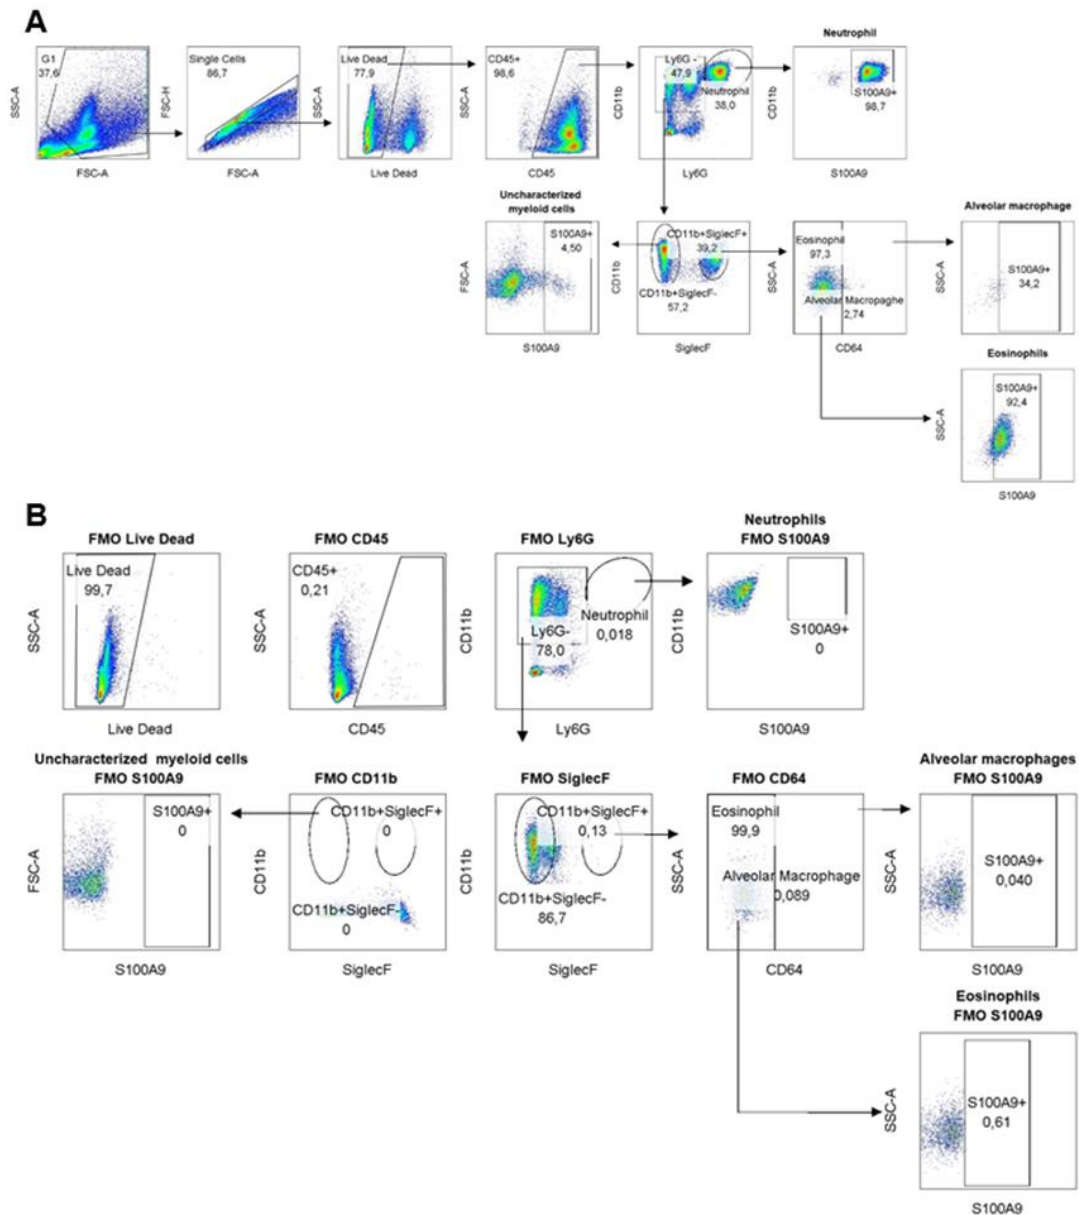 A
G1
37,6
SSC-A
FSC-A
Single Cells
86,7
FSC-H
FSC-A
Live Dead
77,9
SSC-A
Live Dead
CD45+
98,6
SSC-A
CD45
Ly6G -
47,9
Neutrophil
38,0
CD11b
Ly6G
Neutrophil
S100A9+
98,7
CD11b
S100A9
Uncharacterized
myeloid cells
S100A9+
4,50
FSC-A
S100A9
CD11b+SiglecF+
39,2
CD11b+SiglecF-
57,2
CD11b
SiglecF
Eosinophil
97,3
Alveolar Macropaghe
2,74
SSC-A
CD64
Alveolar macrophage
S100A9+
34,2
SSC-A
Eosinophils
S100A9+
92,4
SSC-A
S100A9
B
FMO Live Dead
Live Dead
99,7
SSC-A
Live Dead
FMO CD45
CD45+
0,21
SSC-A
CD45
FMO Ly6G
Ly6G-
78,0
Neutrophil
0,018
CD11b
Ly6G
Neutrophils
FMO S100A9
S100A9+
0
CD11b
S100A9
Uncharacterized myeloid cells
FMO S100A9
S100A9+
0
FSC-A
S100A9
FMO CD11b
CD11b+SiglecF+
0
CD11b+SiglecF-
0
CD11b
SiglecF
FMO SiglecF
CD11b+SiglecF+
0,13
CD11b+SiglecF-
86,7
CD11b
SiglecF
FMO CD64
Eosinophil
99,9
Alveolar Macrophage
0,089
SSC-A
CD64
Alveolar macrophages
FMO S100A9
S100A9+
0,040
SSC-A
S100A9
Eosinophils
FMO S100A9
S100A9+
0,61
SSC-A
S100A9